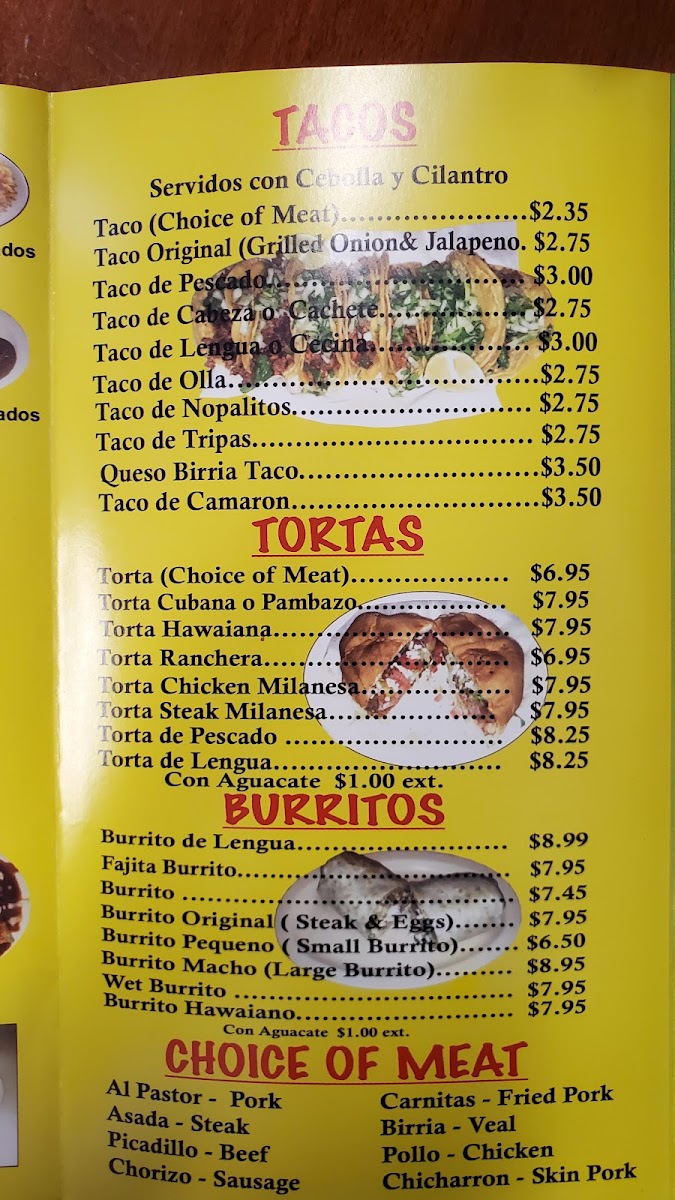 dos
ados
TACOS
Servidos con Cebolla y Cilantro
Taco (Choice of Meat)......................$2.35
Taco Original (Grilled Onion& Jalapeno. $2.75
Taco de Pescado............................... $3.00
Taco de Cabeza o Cachete.................$2.75
Taco de Lengua o Cecina................... $3.00
Taco de Olla.....................................$2.75
Taco de Nopalitos............................. $2.75
Taco de Tripas.................................. $2.75
Queso Birria Taco.............................$3.50
Taco de Camaron..............................$3.50
TORTAS
Torta (Choice of Meat).................. $6.95
Torta Cubana o Pambazo................. $7.95
Torta Hawaiana........................... $7.95
Torta Ranchera............................ $6.95
Torta Chicken Milanesa................. $7.95
Torta Steak Milanesa.................... $7.95
Torta de Pescado ......................... $8.25
Torta de Lengua.......................... $8.25
Con Aguacate $1.00 ext.
BURRITOS
Burrito de Lengua........................ $8.99
Fajita Burrito............................... $7.95
Burrito ...................................... $7.45
Burrito Original ( Steak & Eggs)....... $7.95
Burrito Pequeno ( Small Burrito)....... $6.50
Burrito Macho (Large Burrito)......... $8.95
Wet Burrito ................................ $7.95
Burrito Hawaiano......................... $7.95
Con Aguacate $1.00 ext.
CHOICE OF MEAT
Al Pastor - Pork
Asada - Steak
Picadillo - Beef
Chorizo - Sausage
Carnitas - Fried Pork
Birria - Veal
Pollo - Chicken
Chicharron - Skin Pork